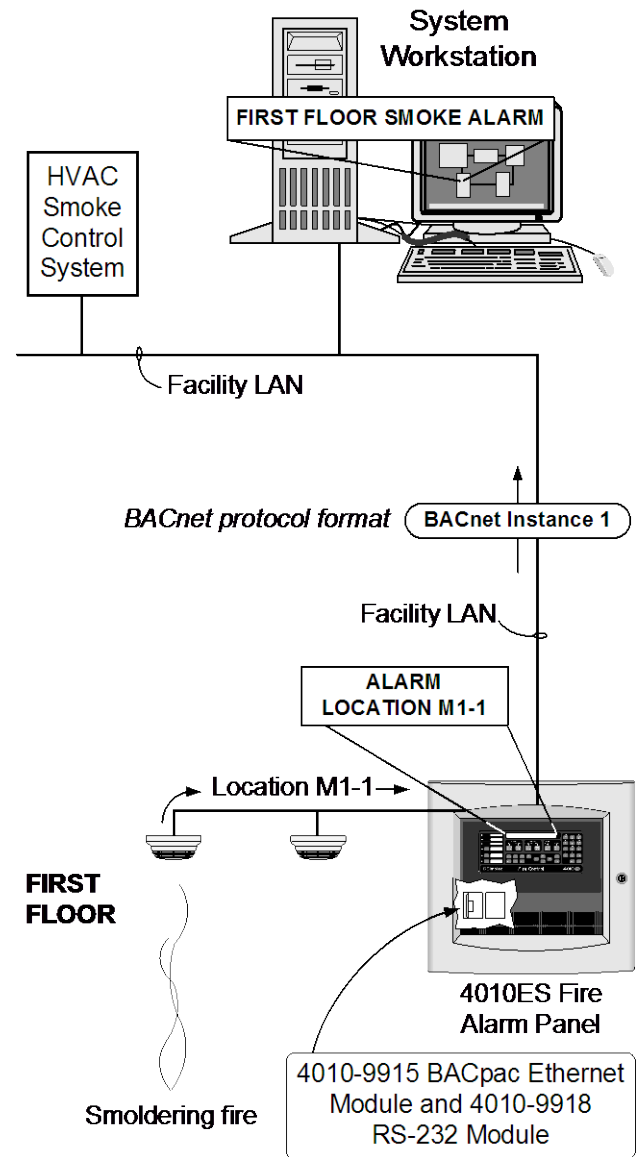 System
Workstation
FIRST FLOOR SMOKE ALARM
HVAC
Smoke
Control
System
Facility LAN
BACnet protocol format
BACnet Instance 1
Facility LAN
ALARM
LOCATION M1-1
Location M1-1
FIRST
FLOOR
4010ES Fire
Alarm Panel
Smoldering fire
4010-9915 BACpac Ethernet
Module and 4010-9918
RS-232 Module